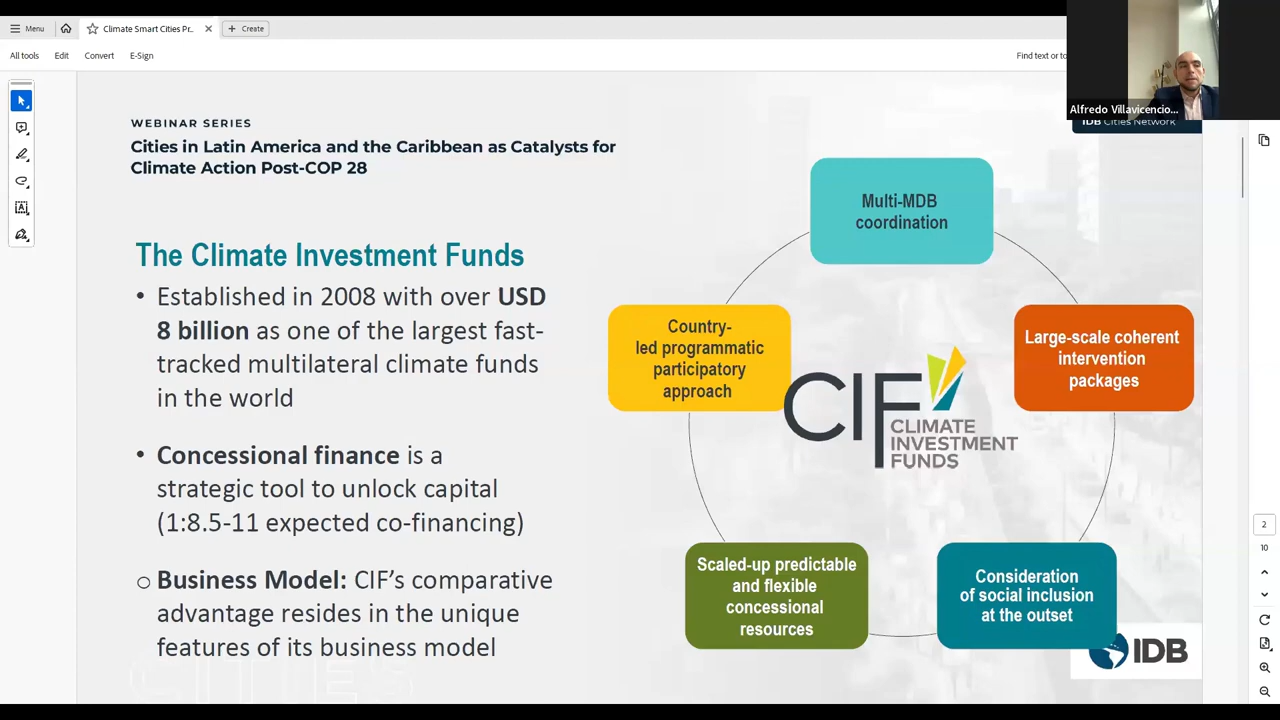 Menu
Climate Smart Cities Pr...
Create
All tools
Edit
Convert
E-Sign
Find text or to
Alfredo Villavicencio...
IDB Cities Network
WEBINAR SERIES
Cities in Latin America and the Caribbean as Catalysts for
Climate Action Post-COP 28
The Climate Investment Funds
• Established in 2008 with over USD
8 billion as one of the largest fast-
tracked multilateral climate funds
in the world
• Concessional finance is a
strategic tool to unlock capital
(1:8.5-11 expected co-financing)
o Business Model: CIF's comparative
advantage resides in the unique
features of its business model
Multi-MDB
coordination
Country-
led programmatic
participatory
approach
Large-scale coherent
intervention
packages
CIF
CLIMATE
INVESTMENT
FUNDS
Scaled-up predictable
and flexible
concessional
resources
Consideration
of social inclusion
at the outset
IDB
2
10